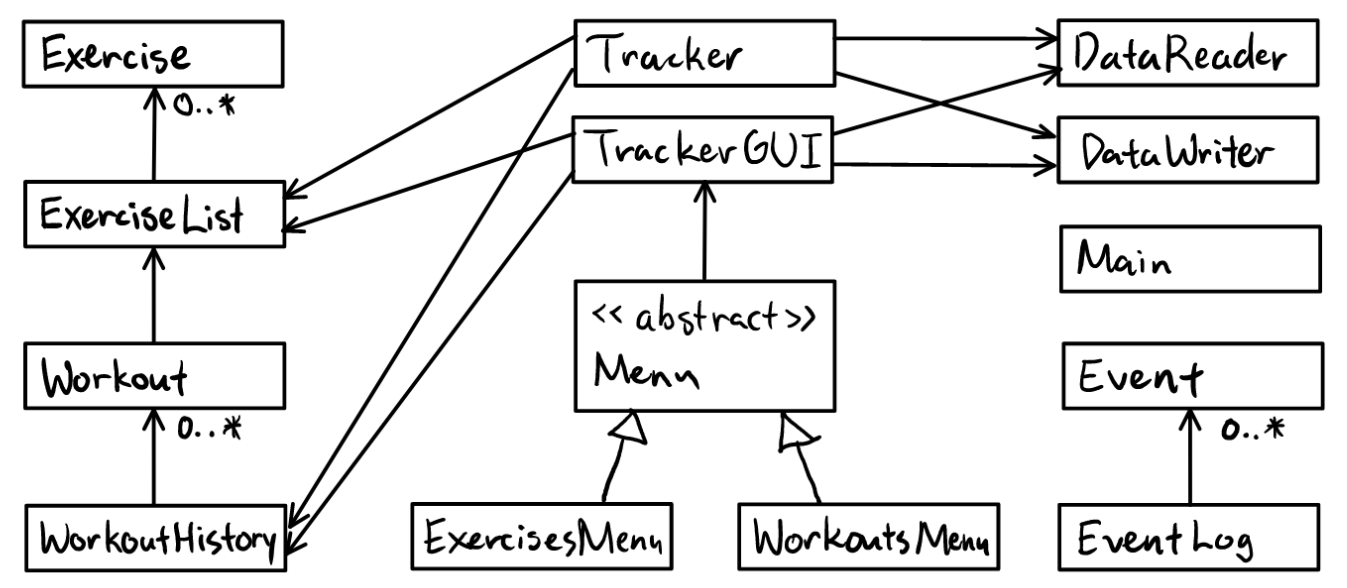 Exercise
0..*
ExerciseList
Workout
0..*
WorkoutHistory
Tracker
TrackerGUI
<< abstract >>
Menu
ExercisesMenu
WorkoutsMenu
DataReader
DataWriter
Main
Event
0..*
EventLog